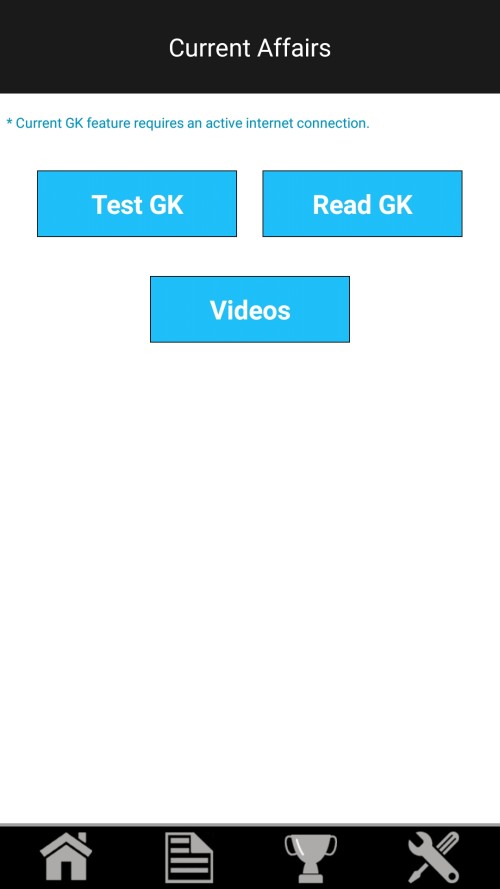 Current Affairs
* Current GK feature requires an active internet connection.
Test GK
Read GK
Videos